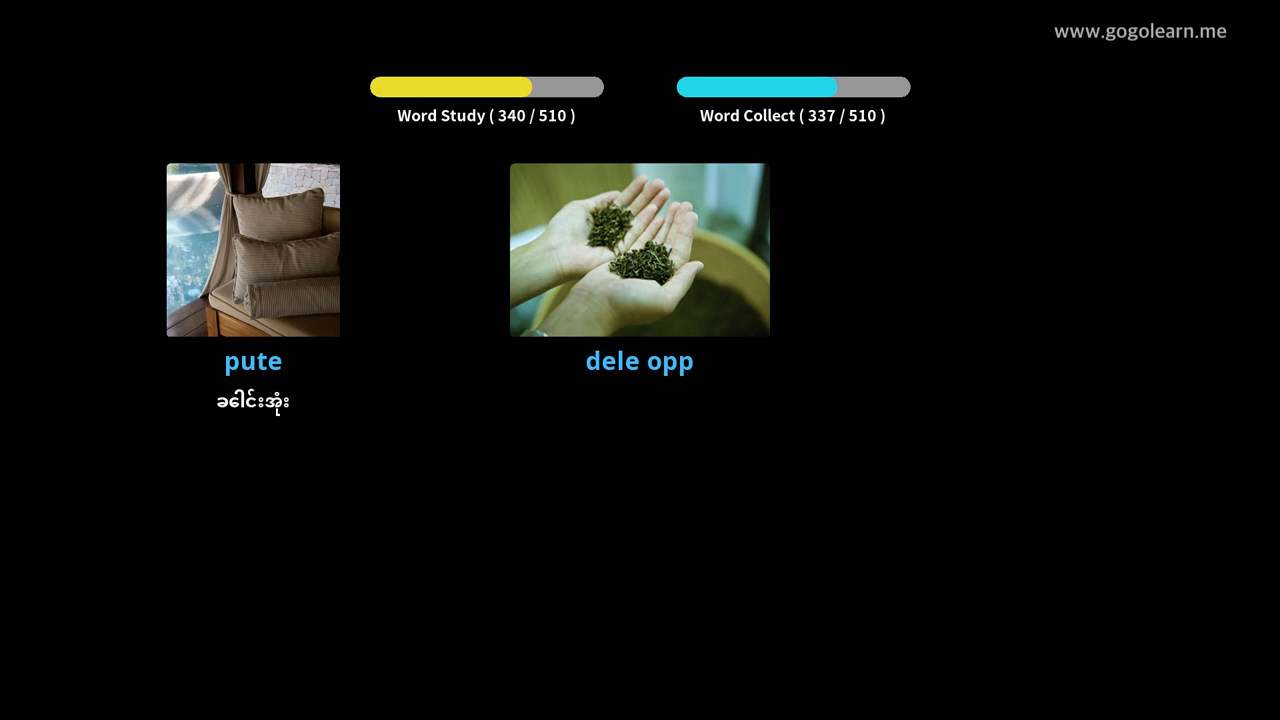 www.gogolearn.me
Word Study ( 340 / 510 )
Word Collect ( 337 / 510 )
pute
dele opp
ခေါင်းအုံး